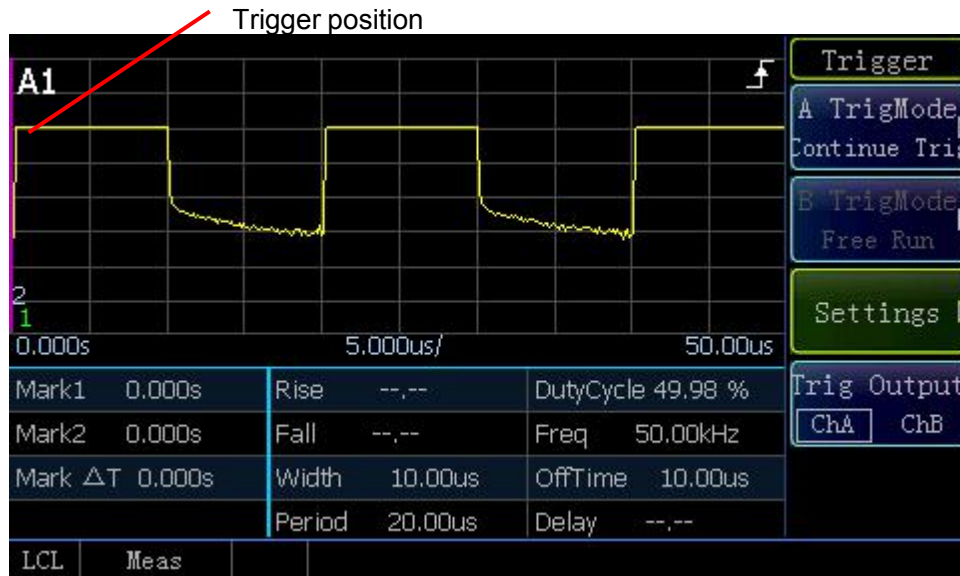 Trigger position
A1
Trigger
A TrigMode
Continue Trig
B TrigMode
Free Run
2
1
Settings
0.000s 5.000us/ 50.00us
Mark1 0.000s Rise --.-- DutyCycle 49.98 %
Trig Output
Mark2 0.000s Fall --.-- Freq 50.00kHz
ChA ChB
Mark △T 0.000s Width 10.00us OffTime 10.00us
Period 20.00us Delay --.--
LCL Meas